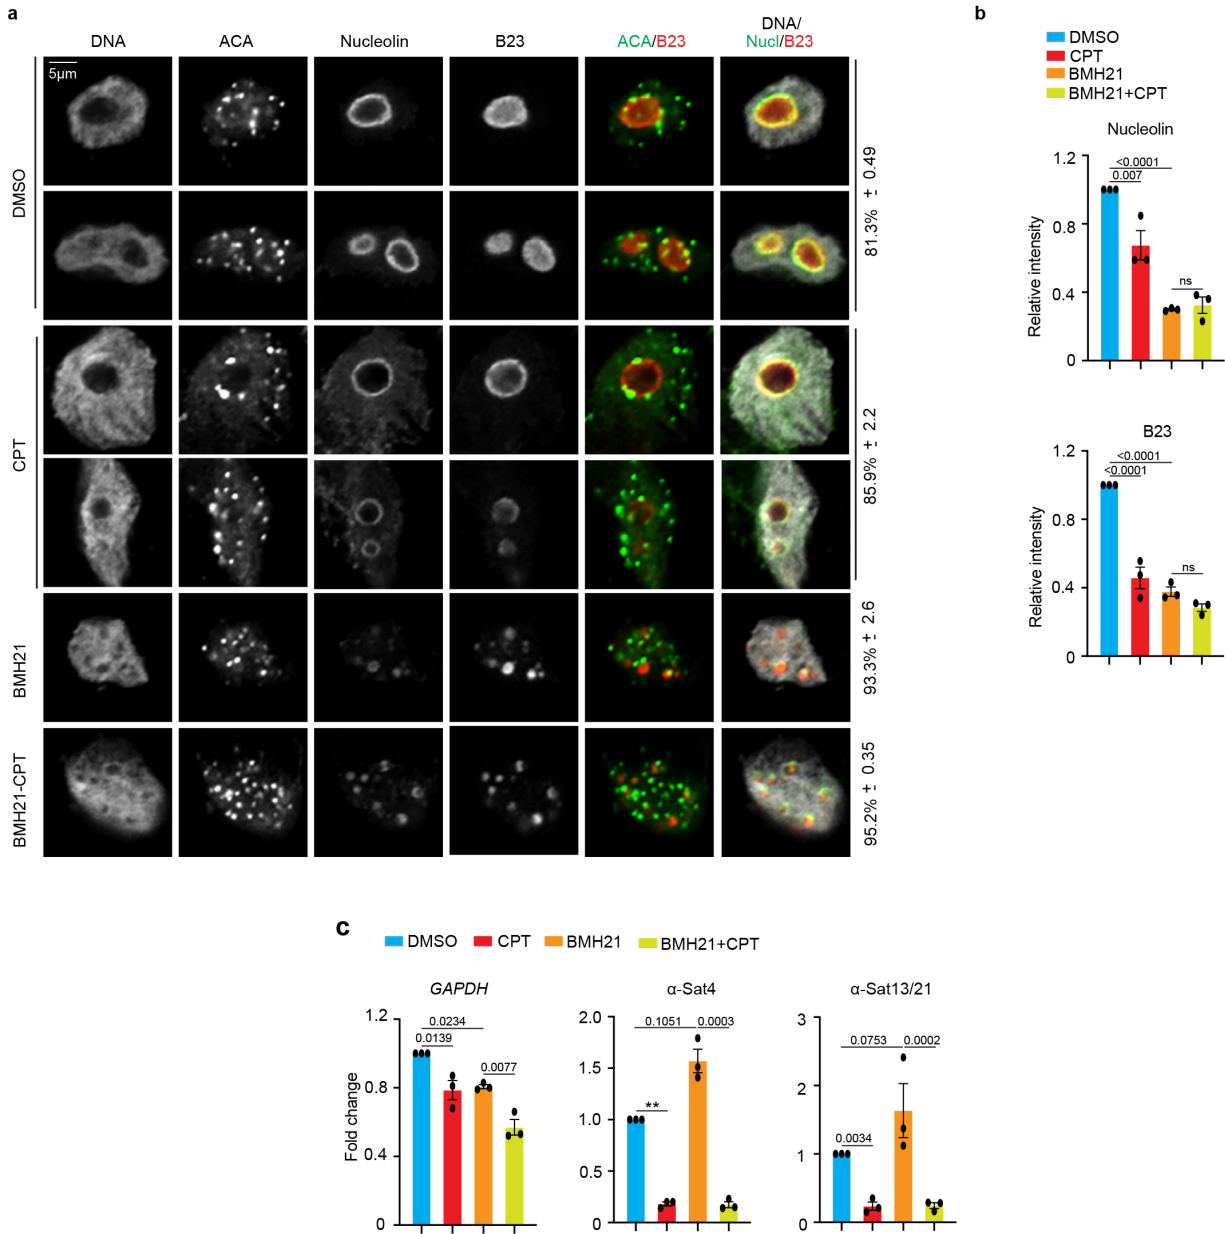 a
DNA
ACA
Nucleolin
B23
ACA/B23
DNA/
Nucl/B23
5µm
DMSO
81.3% ± 0.49
CPT
85.9% ± 2.2
BMH21
93.3% ± 2.6
BMH21-CPT
95.2% ± 0.35
b
DMSO
CPT
BMH21
BMH21+CPT
Nucleolin
Relative intensity
1.2
0.8
0.4
0
<0.0001
0.007
ns
B23
Relative intensity
1.2
0.8
0.4
0
<0.0001
<0.0001
ns
c
DMSO
CPT
BMH21
BMH21+CPT
GAPDH
Fold change
1.2
0.8
0.4
0
0.0234
0.0139
0.0077
α-Sat4
2.0
1.5
1.0
0.5
0
0.1051
0.0003
**
α-Sat13/21
3
2
1
0
0.0753
0.0002
0.0034